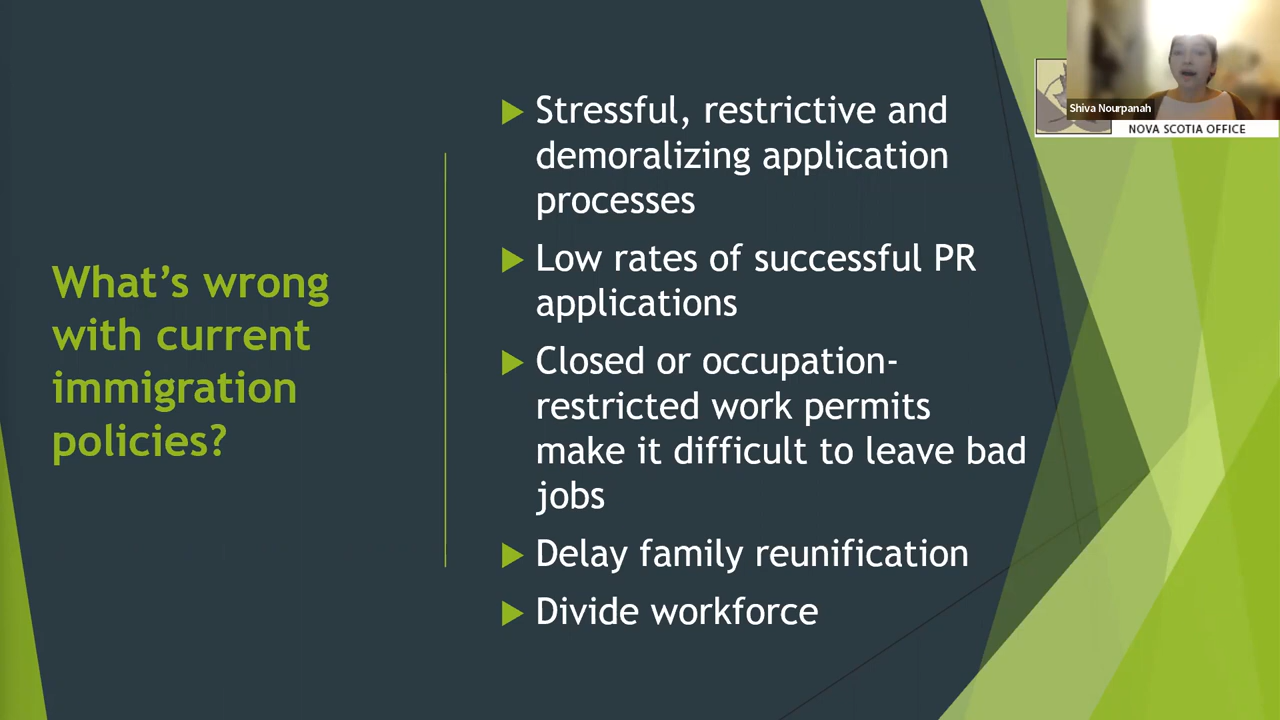 What's wrong
with current
immigration
policies?
Stressful, restrictive and
demoralizing application
processes
Low rates of successful PR
applications
Closed or occupation-
restricted work permits
make it difficult to leave bad
jobs
Delay family reunification
Divide workforce
Shiva Nourpanah
NOVA SCOTIA OFFICE